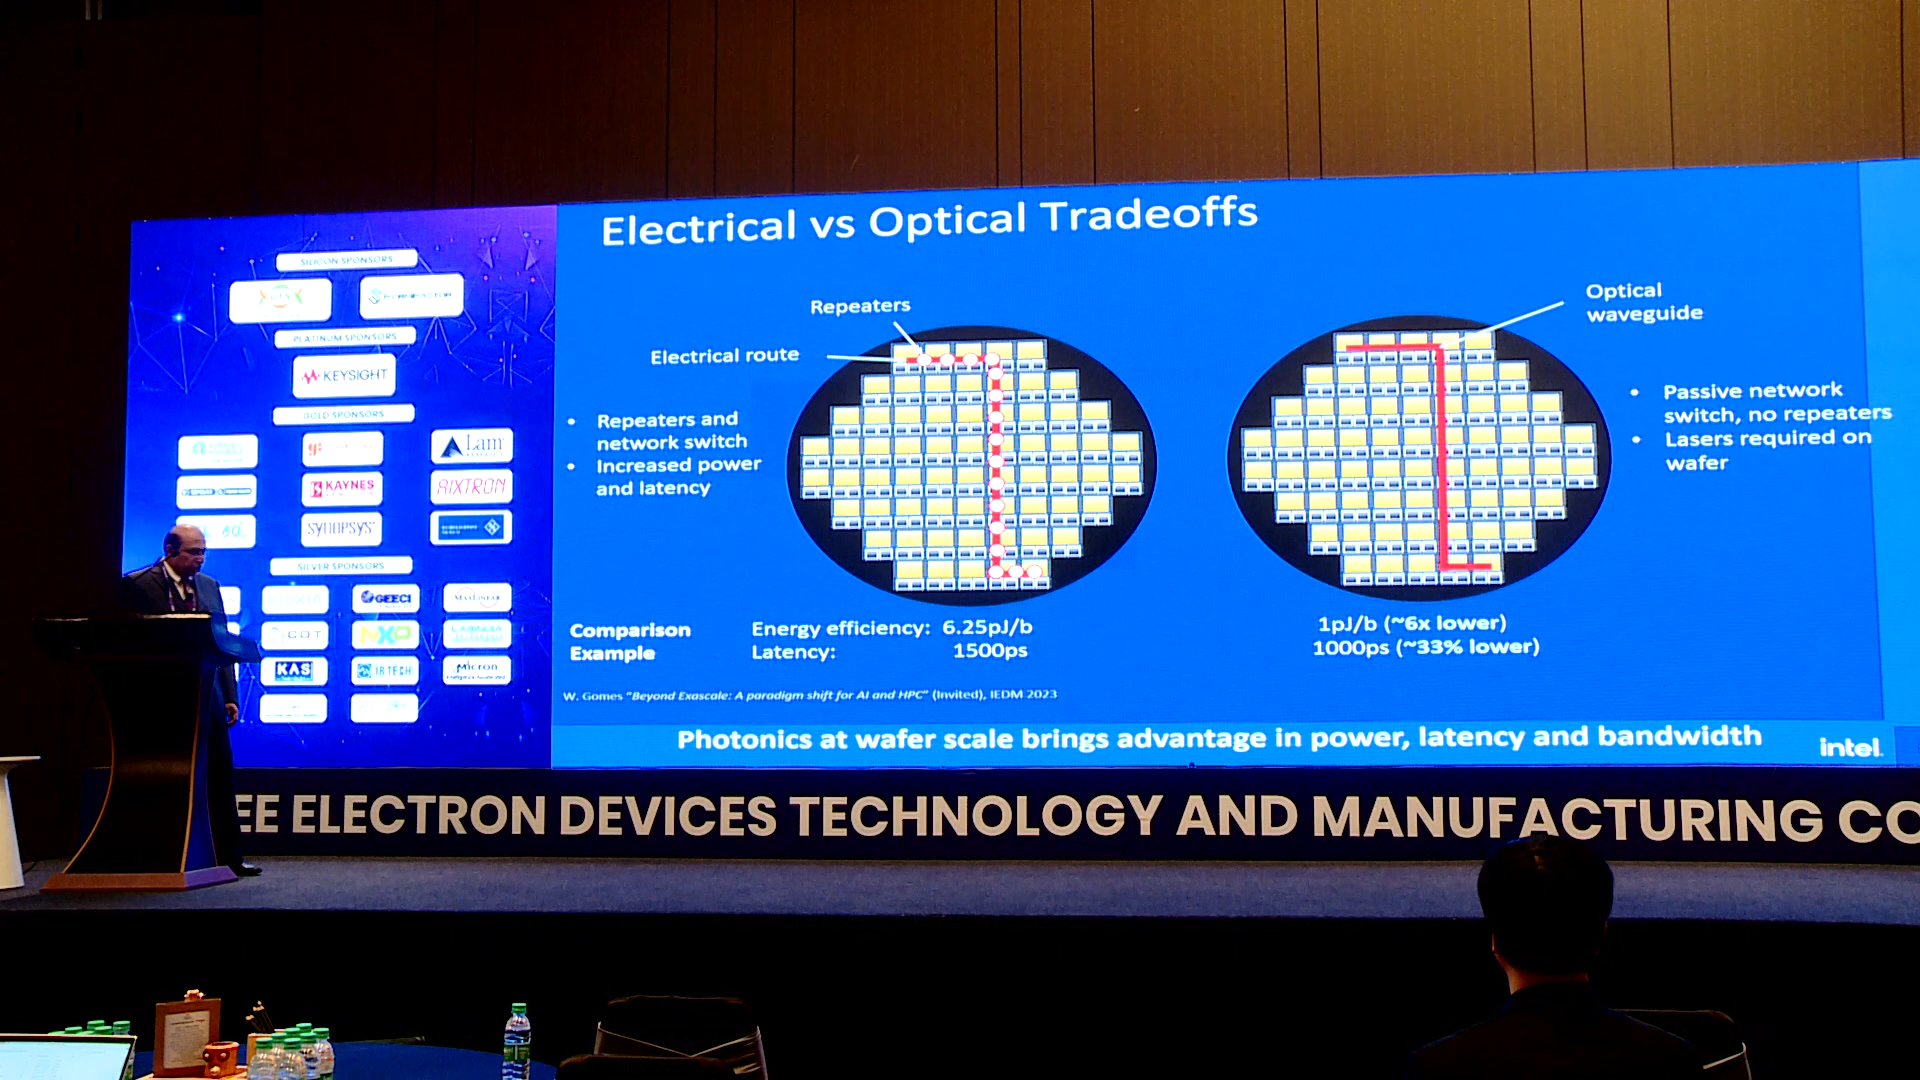 SILICON SPONSORS
PLATINUM SPONSORS
KEYSIGHT
GOLD SPONSORS
Lam
KAYNES
AIXTRON
SYNOPSYS
SILVER SPONSORS
GEECI
MAXLINEAR
CDT
NXP
KAS
IRTECH
Micron
Electrical vs Optical Tradeoffs
Repeaters
Electrical route
• Repeaters and
network switch
• Increased power
and latency
Optical
waveguide
• Passive network
switch, no repeaters
• Lasers required on
wafer
Comparison
Example
Energy efficiency: 6.25pJ/b
Latency: 1500ps
1pJ/b (~6x lower)
1000ps (~33% lower)
W. Gomes "Beyond Exascale: A paradigm shift for AI and HPC" (Invited), IEDM 2023
Photonics at wafer scale brings advantage in power, latency and bandwidth
intel.
EE ELECTRON DEVICES TECHNOLOGY AND MANUFACTURING CO